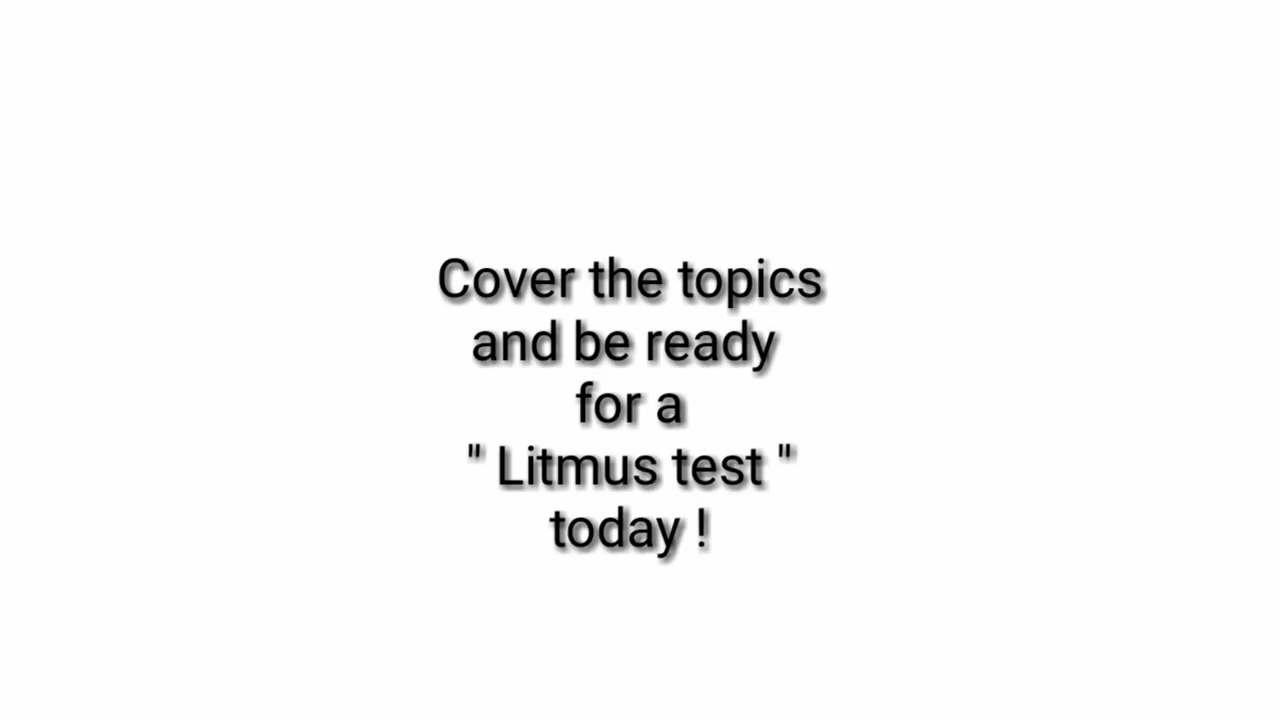 Cover the topics
and be ready
for a
" Litmus test "
today !